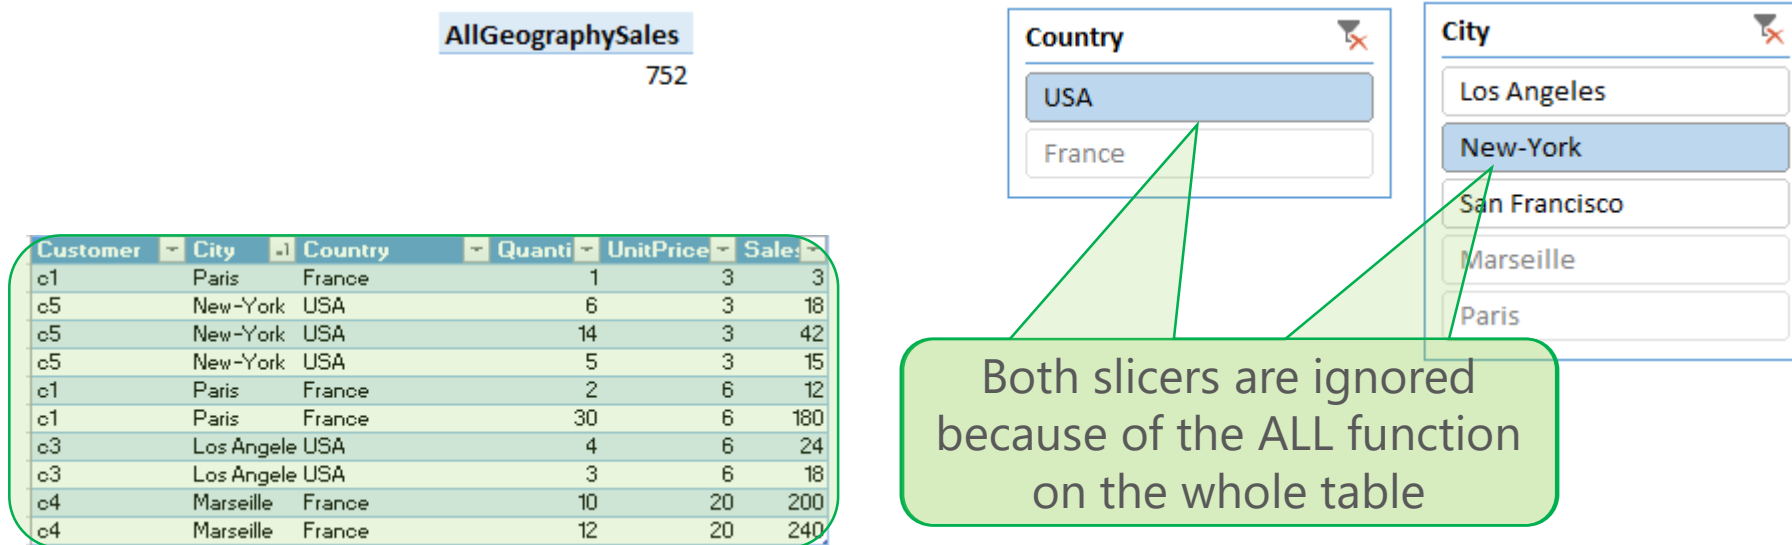 AllGeographySales
752
Country
USA
France
City
Los Angeles
New-York
San Francisco
Marseille
Paris
Customer City Country Quanti UnitPrice Sales
c1 Paris France 1 3 3
c5 New-York USA 6 3 18
c5 New-York USA 14 3 42
c5 New-York USA 5 3 15
c1 Paris France 2 6 12
c1 Paris France 30 6 180
c3 Los Angele USA 4 6 24
c3 Los Angele USA 3 6 18
c4 Marseille France 10 20 200
c4 Marseille France 12 20 240
Both slicers are ignored
because of the ALL function
on the whole table